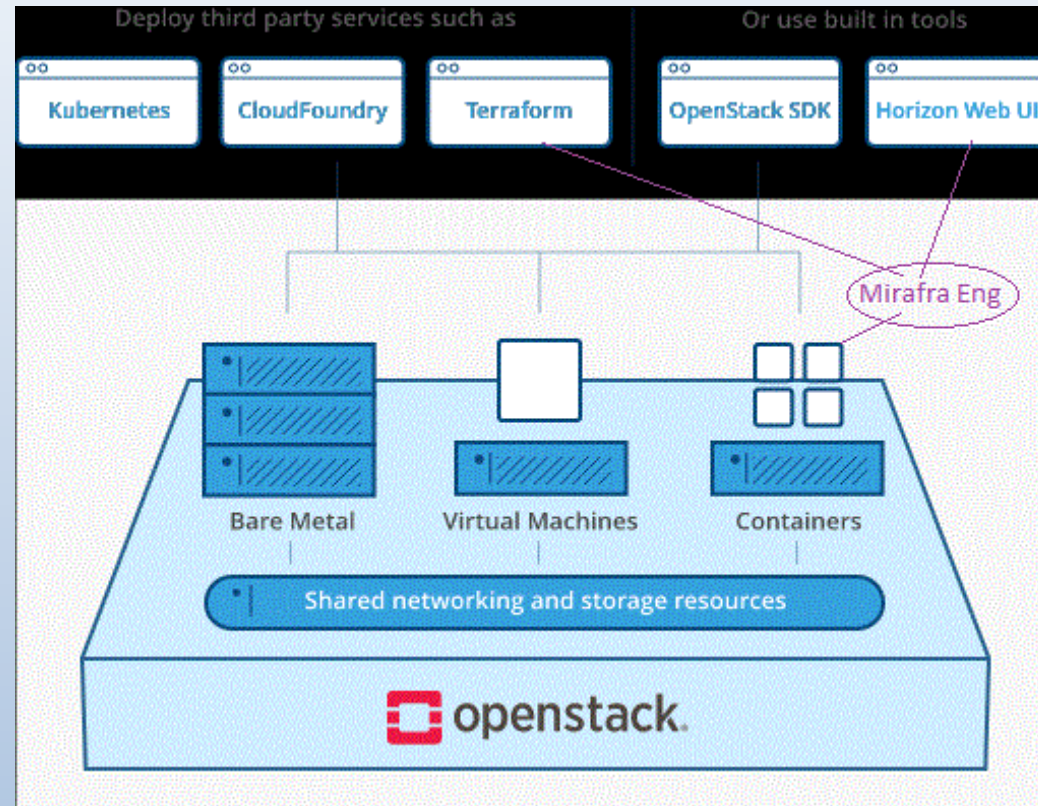 Deploy third party services such as
Or use built in tools
Kubernetes
CloudFoundry
Terraform
OpenStack SDK
Horizon Web UI
Mirafra Eng
Bare Metal
Virtual Machines
Containers
Shared networking and storage resources
openstack.